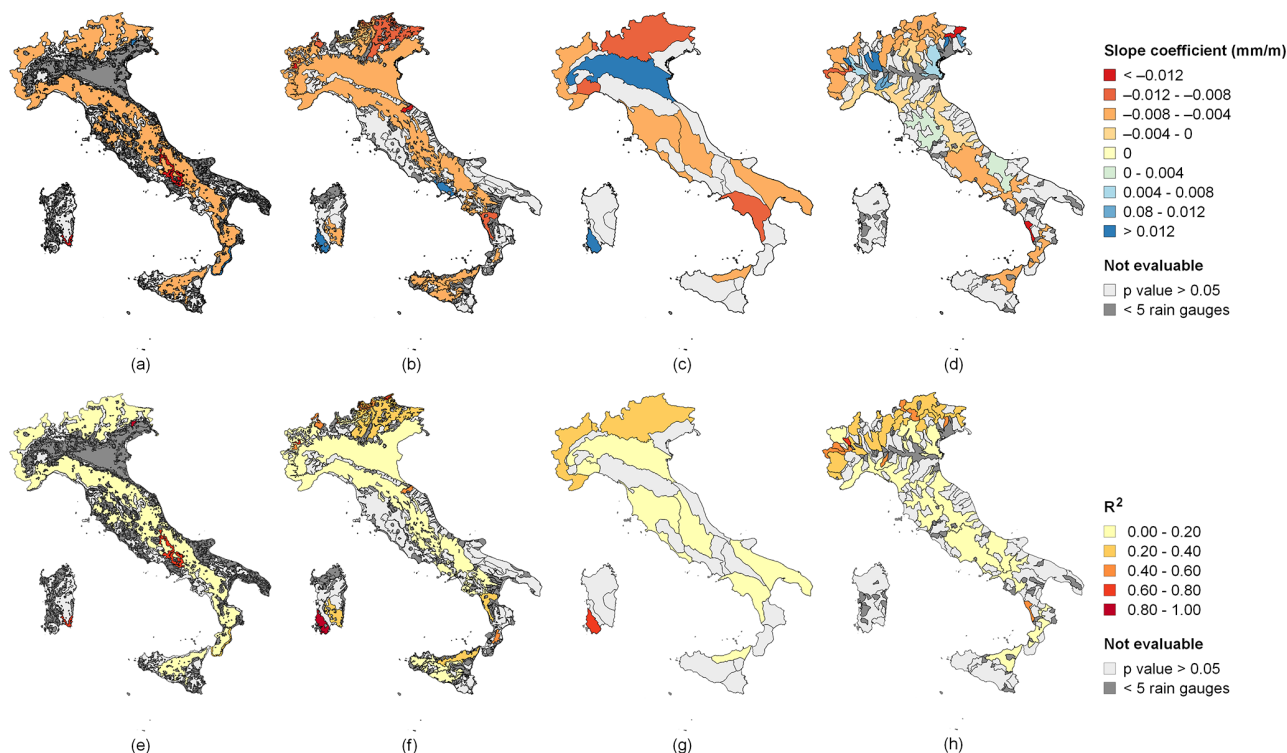 Slope coefficient (mm/m)
< –0.012
–0.012 - –0.008
–0.008 - –0.004
–0.004 - 0
0
0 - 0.004
0.004 - 0.008
0.08 - 0.012
> 0.012
Not evaluable
p value > 0.05
< 5 rain gauges
(a)
(b)
(c)
(d)
R²
0.00 - 0.20
0.20 - 0.40
0.40 - 0.60
0.60 - 0.80
0.80 - 1.00
Not evaluable
p value > 0.05
< 5 rain gauges
(e)
(f)
(g)
(h)